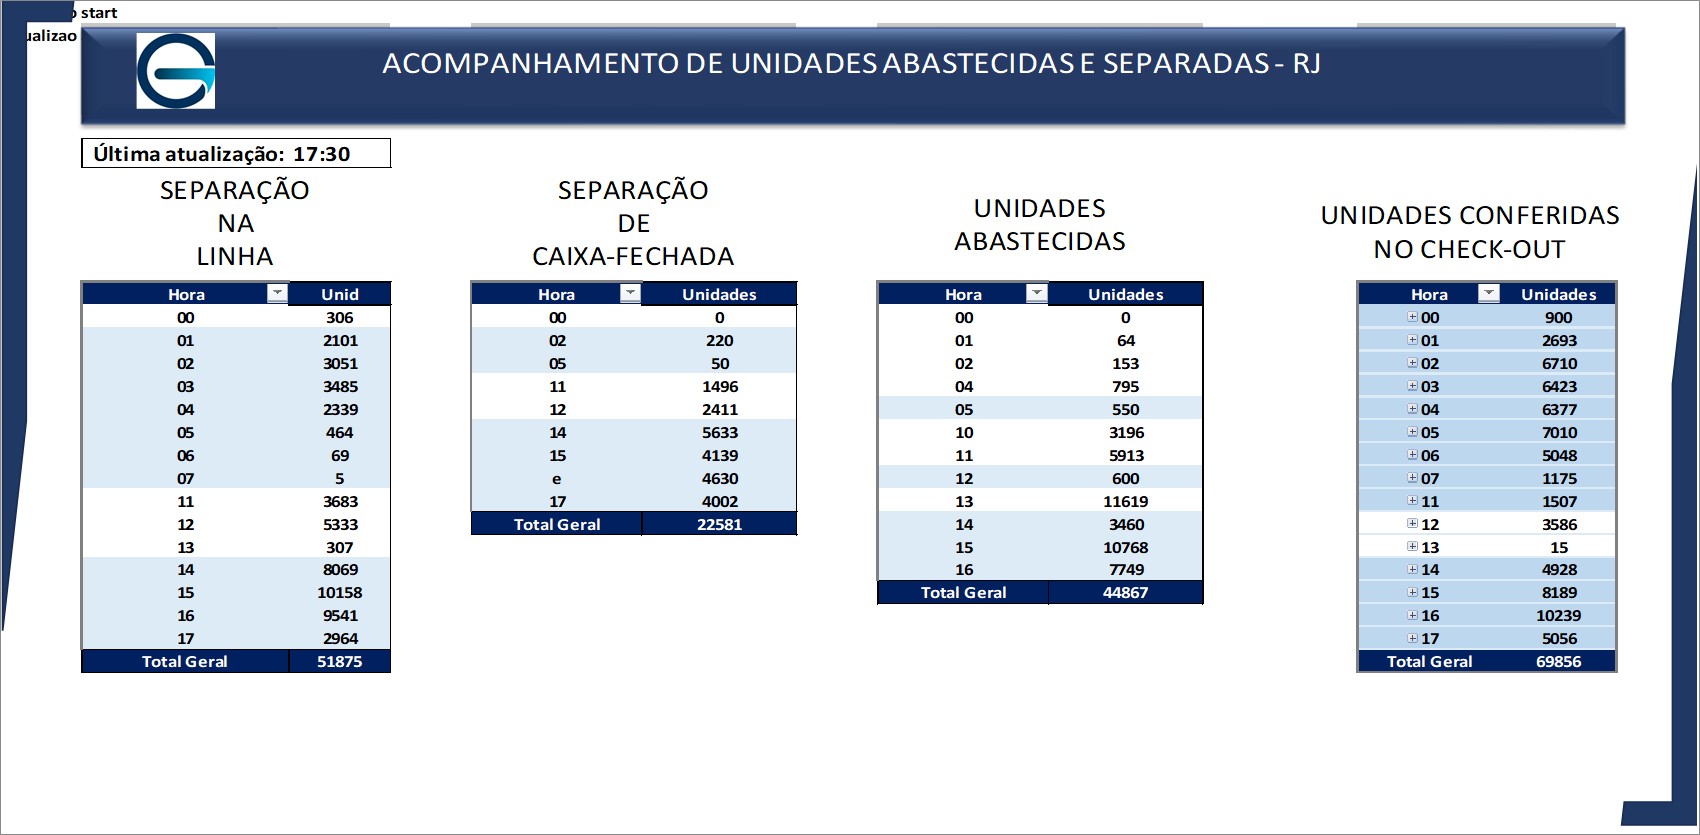 start
ualizao
ACOMPANHAMENTO DE UNIDADES ABASTECIDAS E SEPARADAS - RJ
Última atualização: 17:30
SEPARAÇÃO
NA
LINHA
Hora Unid
00 306
01 2101
02 3051
03 3485
04 2339
05 464
06 69
07 5
11 3683
12 5333
13 307
14 8069
15 10158
16 9541
17 2964
Total Geral 51875
SEPARAÇÃO
DE
CAIXA-FECHADA
Hora Unidades
00 0
02 220
05 50
11 1496
12 2411
14 5633
15 4139
e 4630
17 4002
Total Geral 22581
UNIDADES
ABASTECIDAS
Hora Unidades
00 0
01 64
02 153
04 795
05 550
10 3196
11 5913
12 600
13 11619
14 3460
15 10768
16 7749
Total Geral 44867
UNIDADES CONFERIDAS
NO CHECK-OUT
Hora Unidades
00 900
01 2693
02 6710
03 6423
04 6377
05 7010
06 5048
07 1175
11 1507
12 3586
13 15
14 4928
15 8189
16 10239
17 5056
Total Geral 69856